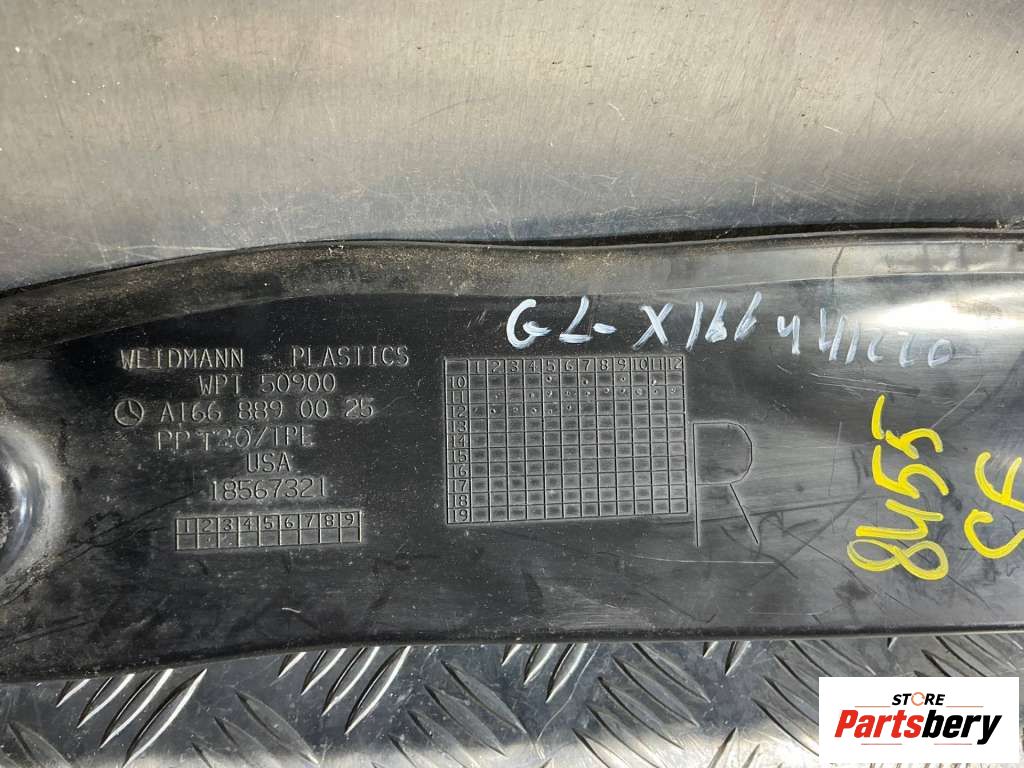 WEIDMANN - PLASTICS
WPT 50900
A166 889 00 25
PP T20/IPE
USA
18567321
1 2 3 4 5 6 7 8 9
1 2 3 4 5 6 7 8 9 10 11 12
10
11
12
13
14
15
16
17
18
19
R
GL-X166
8455
STORE
Partsbery